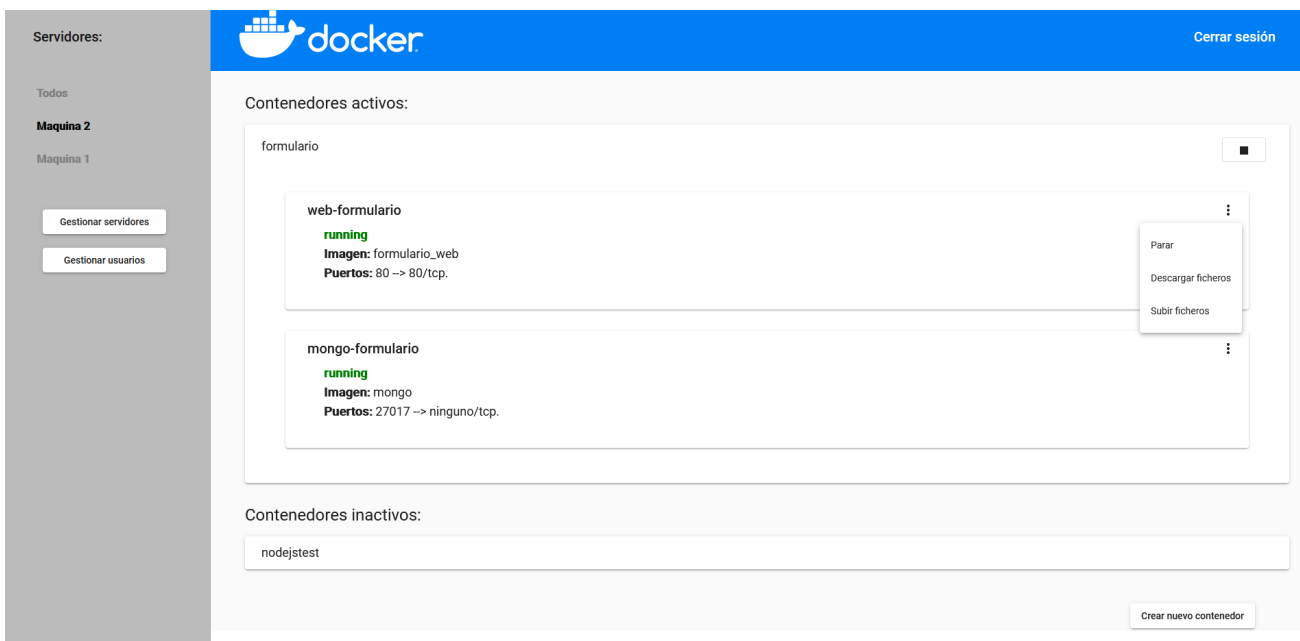 Servidores:
Todos
Maquina 2
Maquina 1
Gestionar servidores
Gestionar usuarios
docker
Cerrar sesión
Contenedores activos:
formulario
web-formulario
running
Imagen: formulario_web
Puertos: 80 --> 80/tcp.
Parar
Descargar ficheros
Subir ficheros
mongo-formulario
running
Imagen: mongo
Puertos: 27017 --> ninguno/tcp.
Contenedores inactivos:
nodejstest
Crear nuevo contenedor